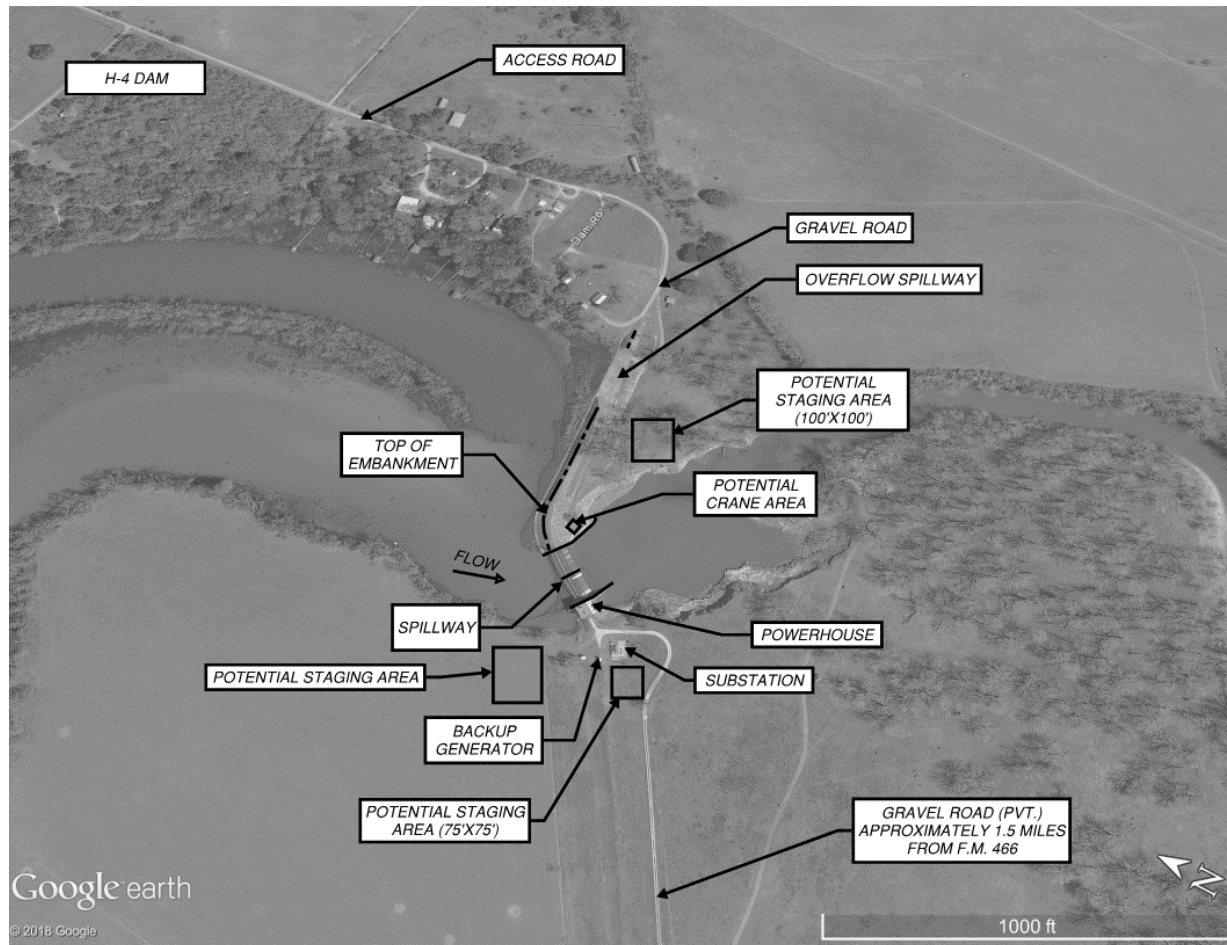 H-4 DAM
ACCESS ROAD
Dam Rd
GRAVEL ROAD
OVERFLOW SPILLWAY
POTENTIAL
STAGING AREA
(100'X100')
TOP OF
EMBANKMENT
POTENTIAL
CRANE AREA
FLOW
SPILLWAY
POWERHOUSE
POTENTIAL STAGING AREA
SUBSTATION
BACKUP
GENERATOR
POTENTIAL STAGING
AREA (75'X75')
GRAVEL ROAD (PVT.)
APPROXIMATELY 1.5 MILES
FROM F.M. 466
Google earth
© 2018 Google
N
1000 ft